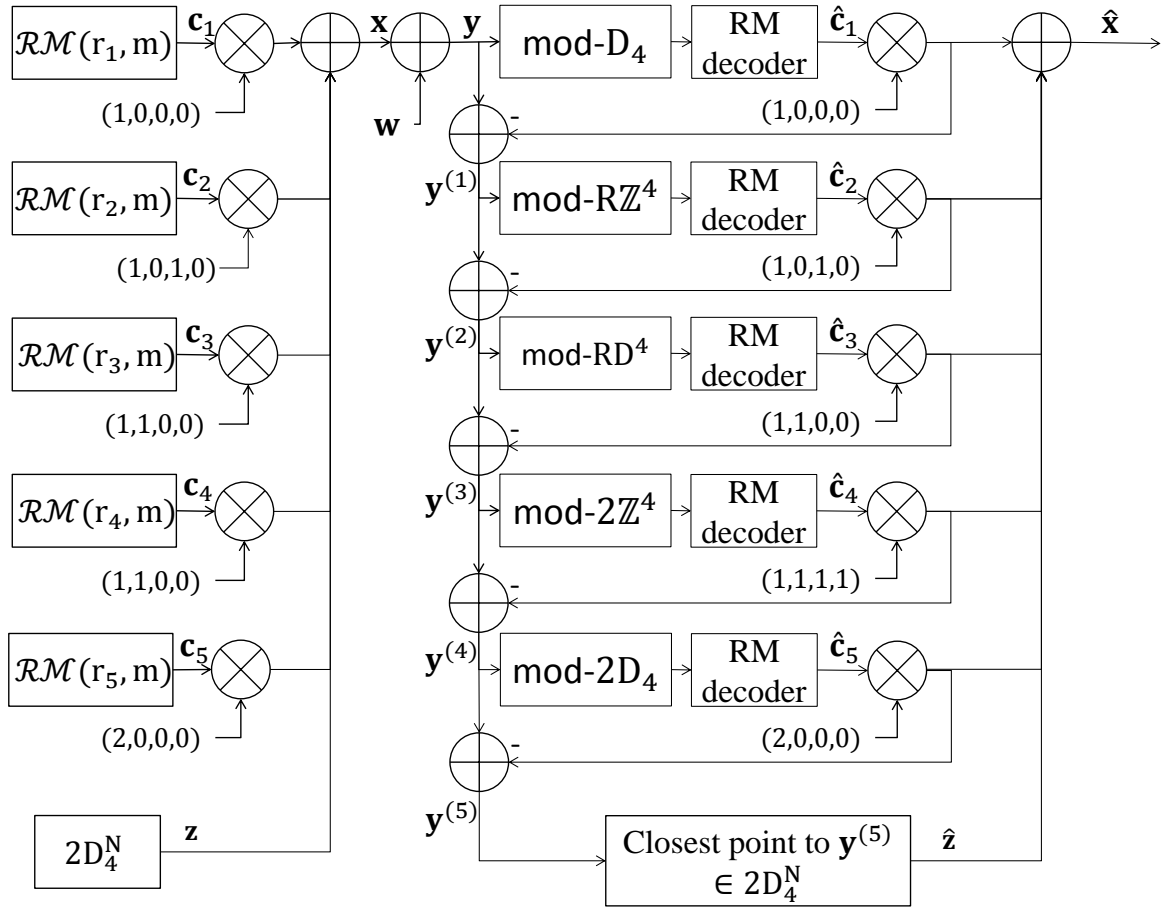 𝓡𝓜(r₁, m)
c₁
(1,0,0,0)
x
w
y
mod-D₄
RM
decoder
ĉ₁
(1,0,0,0)
x̂
-
𝓡𝓜(r₂, m)
c₂
(1,0,1,0)
y⁽¹⁾
mod-Rℤ⁴
RM
decoder
ĉ₂
(1,0,1,0)
-
𝓡𝓜(r₃, m)
c₃
(1,1,0,0)
y⁽²⁾
mod-RD⁴
RM
decoder
ĉ₃
(1,1,0,0)
-
𝓡𝓜(r₄, m)
c₄
(1,1,0,0)
y⁽³⁾
mod-2ℤ⁴
RM
decoder
ĉ₄
(1,1,1,1)
-
𝓡𝓜(r₅, m)
c₅
(2,0,0,0)
y⁽⁴⁾
mod-2D₄
RM
decoder
ĉ₅
(2,0,0,0)
-
y⁽⁵⁾
2D₄ᴺ
z
Closest point to y⁽⁵⁾
∈ 2D₄ᴺ
ẑ